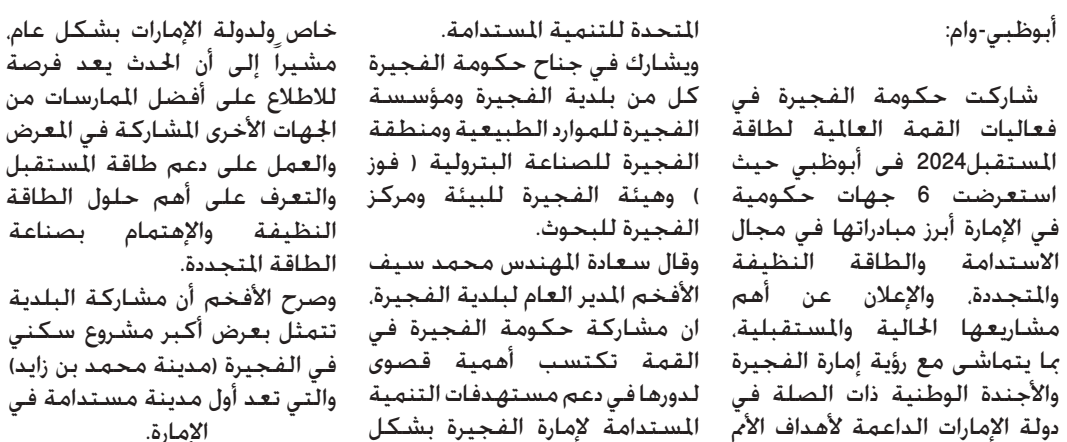 أبوظبي-وام:
شاركت حكومة الفجيرة في
فعاليات القمة العالمية لطاقة
المستقبل2024 فى أبوظبي حيث
استعرضت 6 جهات حكومية
في الإمارة أبرز مبادراتها في مجال
الاستدامة والطاقة النظيفة
والمتجددة، والإعلان عن أهم
مشاريعها الحالية والمستقبلية،
بما يتماشى مع رؤية إمارة الفجيرة
والأجندة الوطنية ذات الصلة في
دولة الإمارات الداعمة لأهداف الأمم
المتحدة للتنمية المستدامة.
ويشارك في جناح حكومة الفجيرة
كل من بلدية الفجيرة ومؤسسة
الفجيرة للموارد الطبيعية ومنطقة
الفجيرة للصناعة البترولية ( فوز
) وهيئة الفجيرة للبيئة ومركز
الفجيرة للبحوث.
وقال سعادة المهندس محمد سيف
الأفخم المدير العام لبلدية الفجيرة،
ان مشاركة حكومة الفجيرة في
القمة تكتسب أهمية قصوى
لدورها في دعم مستهدفات التنمية
المستدامة لإمارة الفجيرة بشكل
خاص ولدولة الإمارات بشكل عام،
مشيراً إلى أن الحدث يعد فرصة
للاطلاع على أفضل الممارسات من
الجهات الأخرى المشاركة في المعرض
والعمل على دعم طاقة المستقبل
والتعرف على أهم حلول الطاقة
النظيفة والإهتمام بصناعة
الطاقة المتجددة.
وصرح الأفخم أن مشاركة البلدية
تتمثل بعرض أكبر مشروع سكني
في الفجيرة (مدينة محمد بن زايد)
والتي تعد أول مدينة مستدامة في
الإمارة.